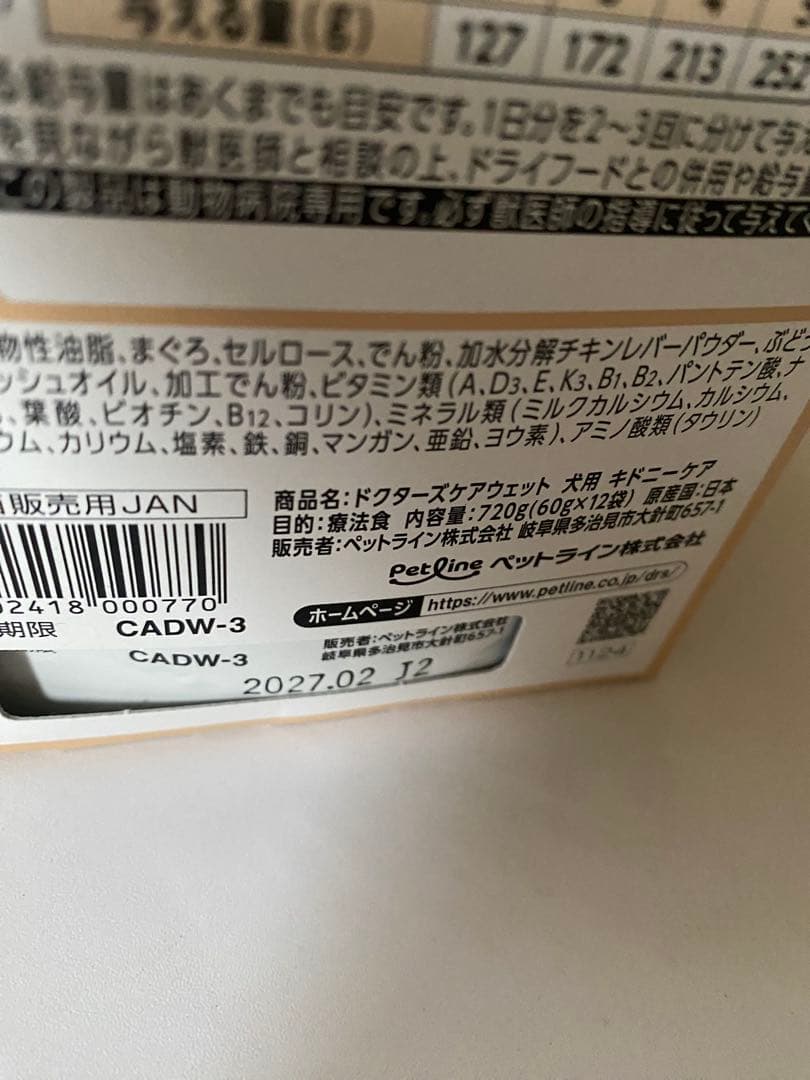 与える量(g) 127 172 213 252
る給与量はあくまでも目安です。1日分を2〜3回に分けて与え
を見ながら獣医師と相談の上、ドライフードとの併用や給与
この製品は動物病院専用です。必ず獣医師の指導に従って与えてく
物性油脂、まぐろ、セルロース、でん粉、加水分解チキンレバーパウダー、ぶどう
ッシュオイル、加工でん粉、ビタミン類(A、D3、E、K3、B1、B2、パントテン酸、ナ
、葉酸、ビオチン、B12、コリン)、ミネラル類(ミルクカルシウム、カルシウム、
ウム、カリウム、塩素、鉄、銅、マンガン、亜鉛、ヨウ素)、アミノ酸類(タウリン)
販売用JAN
商品名:ドクターズケアウェット 犬用 キドニーケア
目的:療法食 内容量:720g(60g×12袋) 原産国:日本
販売者:ペットライン株式会社 岐阜県多治見市大針町657-1
Petline ペットライン株式会社
ホームページ https://www.petline.co.jp/drs/
02418 000770
期限 CADW-3
販売者:ペットライン株式会社
岐阜県多治見市大針町657-1
CADW-3
2027.02 J2
1124